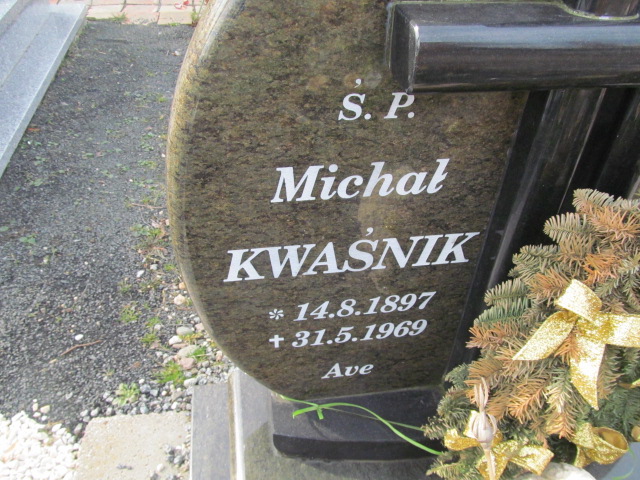 Ś. P.
Michał
KWAŚNIK
* 14.8.1897
✝ 31.5.1969
Ave